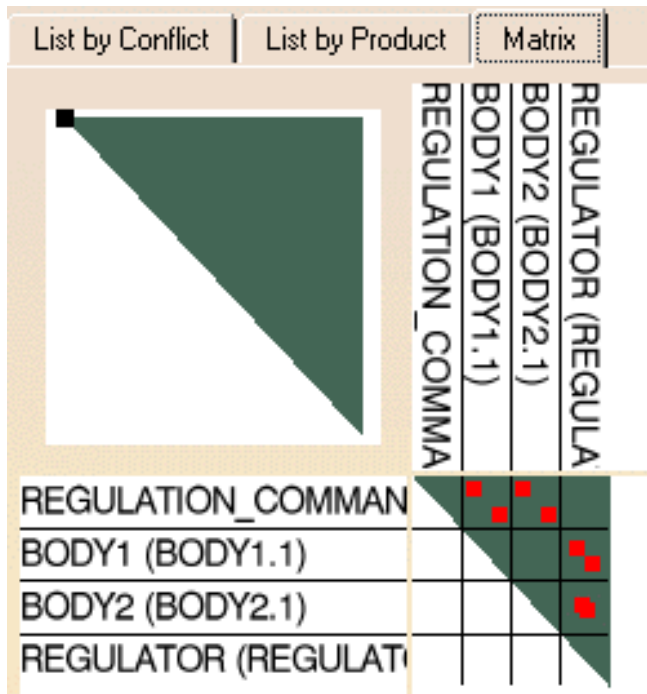 List by Conflict
List by Product
Matrix
REGULATION_COMMA
BODY1 (BODY1.1)
BODY2 (BODY2.1)
REGULATOR (REGULA
REGULATION_COMMAN
BODY1 (BODY1.1)
BODY2 (BODY2.1)
REGULATOR (REGULAT